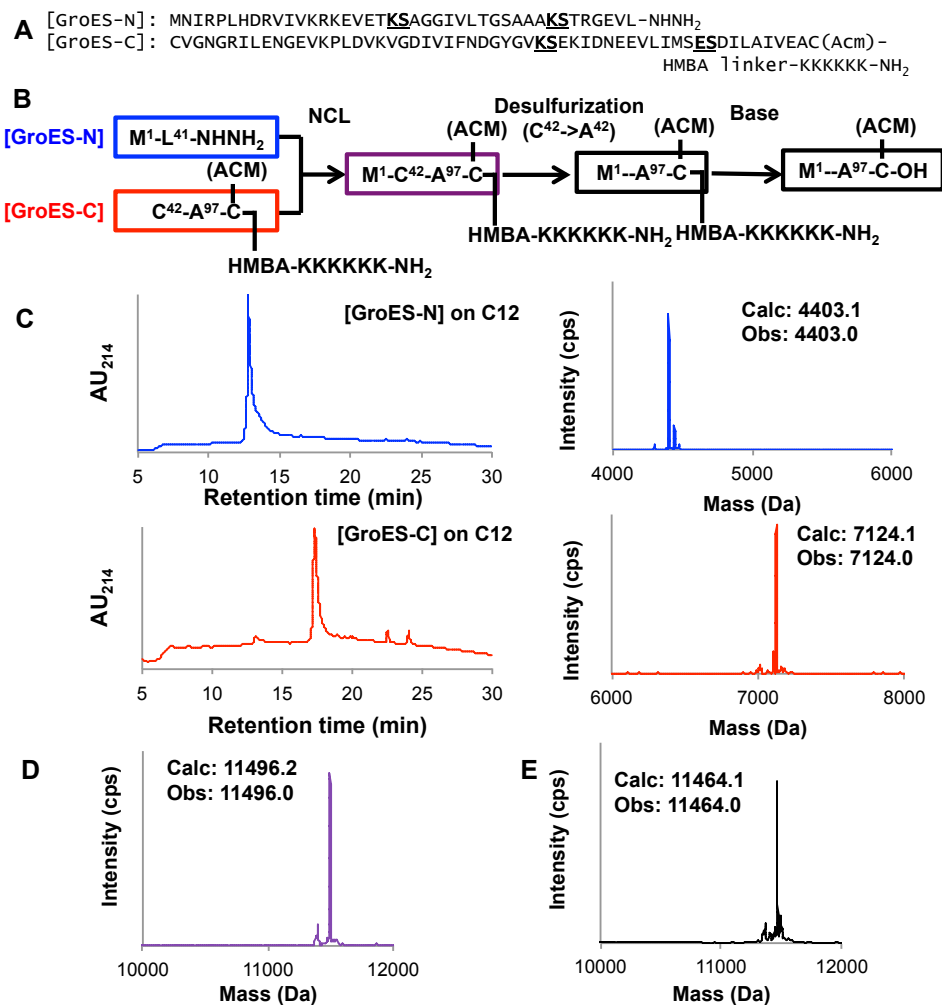 A
[GroES-N]: MNIRPLHDRVIVKRKEVETKSAGGIVLTGSAAAKSTRGEVL-NHNH2
[GroES-C]: CVGNGRILENGEVKPLDVKVGDIVIFNDGYGVKSEKIDNEEVLIMSESDILAIVEAC(Acm)-
HMBA linker-KKKKKK-NH2
B
NCL
Desulfurization
(C42->A42)
Base
[GroES-N]
M1-L41-NHNH2
(ACM)
(ACM)
(ACM)
(ACM)
M1-C42-A97-C
M1--A97-C
M1--A97-C-OH
[GroES-C]
C42-A97-C
HMBA-KKKKKK-NH2
HMBA-KKKKKK-NH2
HMBA-KKKKKK-NH2
C
[GroES-N] on C12
AU214
5 10 15 20 25 30
Retention time (min)
Calc: 4403.1
Obs: 4403.0
Intensity (cps)
4000 5000 6000
Mass (Da)
[GroES-C] on C12
AU214
5 10 15 20 25 30
Retention time (min)
Calc: 7124.1
Obs: 7124.0
Intensity (cps)
6000 7000 8000
Mass (Da)
D
Calc: 11496.2
Obs: 11496.0
Intensity (cps)
10000 11000 12000
Mass (Da)
E
Calc: 11464.1
Obs: 11464.0
Intensity (cps)
10000 11000 12000
Mass (Da)